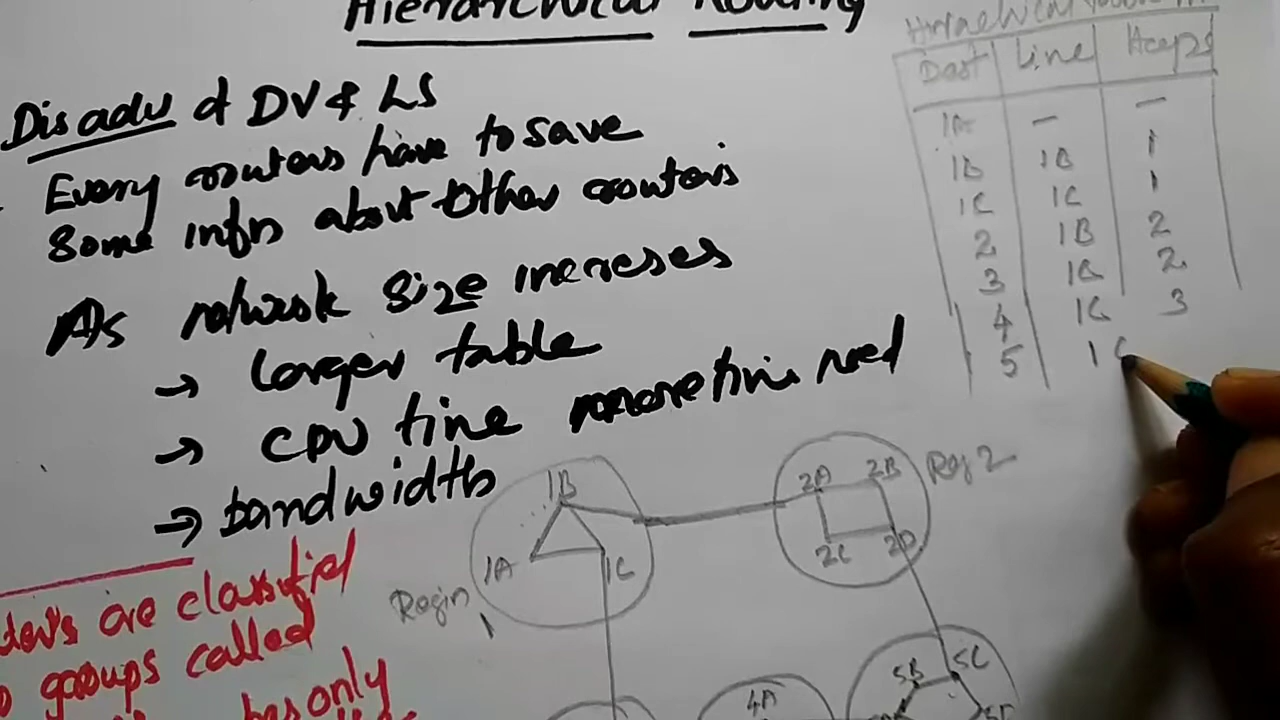 Hierarchical Routing
Disadv of DV & LS
Every routers have to save
Some infrn about Other routers
As network size increses
→ larger table
→ CPU time more time need
→ bandwidth
are classified
groups called
has only
Dest Line Hops
1A – –
1B 1B 1
1C 1C 1
2 1B 2
3 1C 2
4 1C 3
5 1C
1B
1A
1C
Regin
1
2A 2B
2C 2D
Reg 2
4A
5B 5C